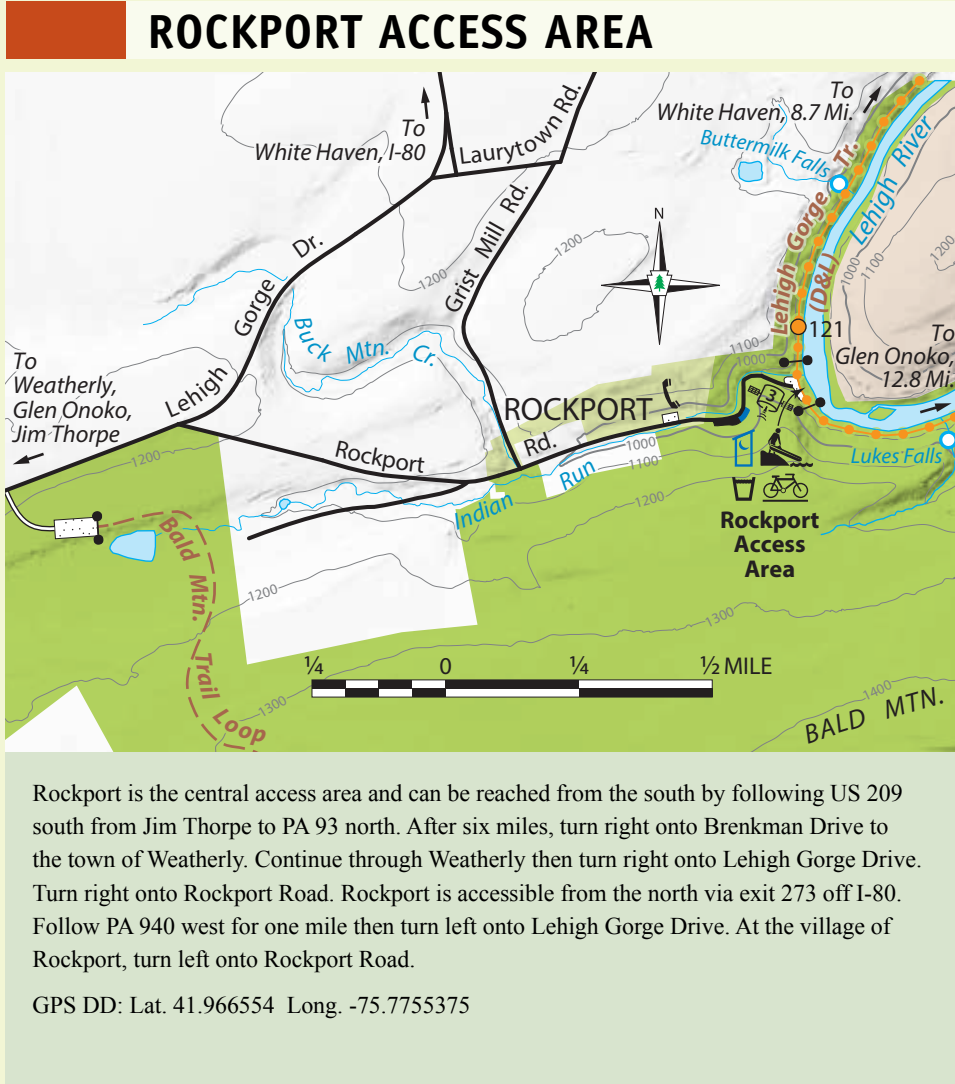 ROCKPORT ACCESS AREA
To
White Haven, I-80
Laurytown Rd.
To
White Haven, 8.7 Mi.
Buttermilk Falls
Lehigh Gorge Tr.
(D&L)
Lehigh River
1200
1000
1100
Lehigh Gorge Dr.
Grist Mill Rd.
1200
1200
N
Buck Mtn. Cr.
121
1100
1000
To
Glen Onoko,
12.8 Mi.
To
Weatherly,
Glen Onoko,
Jim Thorpe
ROCKPORT
3
Rockport Rd.
1200
1000
1100
1200
Indian Run
Lukes Falls
Rockport
Access
Area
Bald Mtn. Trail Loop
1200
1300
1300
1400
BALD MTN.
¼ 0 ¼ ½ MILE
Rockport is the central access area and can be reached from the south by following US 209
south from Jim Thorpe to PA 93 north. After six miles, turn right onto Brenkman Drive to
the town of Weatherly. Continue through Weatherly then turn right onto Lehigh Gorge Drive.
Turn right onto Rockport Road. Rockport is accessible from the north via exit 273 off I-80.
Follow PA 940 west for one mile then turn left onto Lehigh Gorge Drive. At the village of
Rockport, turn left onto Rockport Road.
GPS DD: Lat. 41.966554 Long. -75.7755375